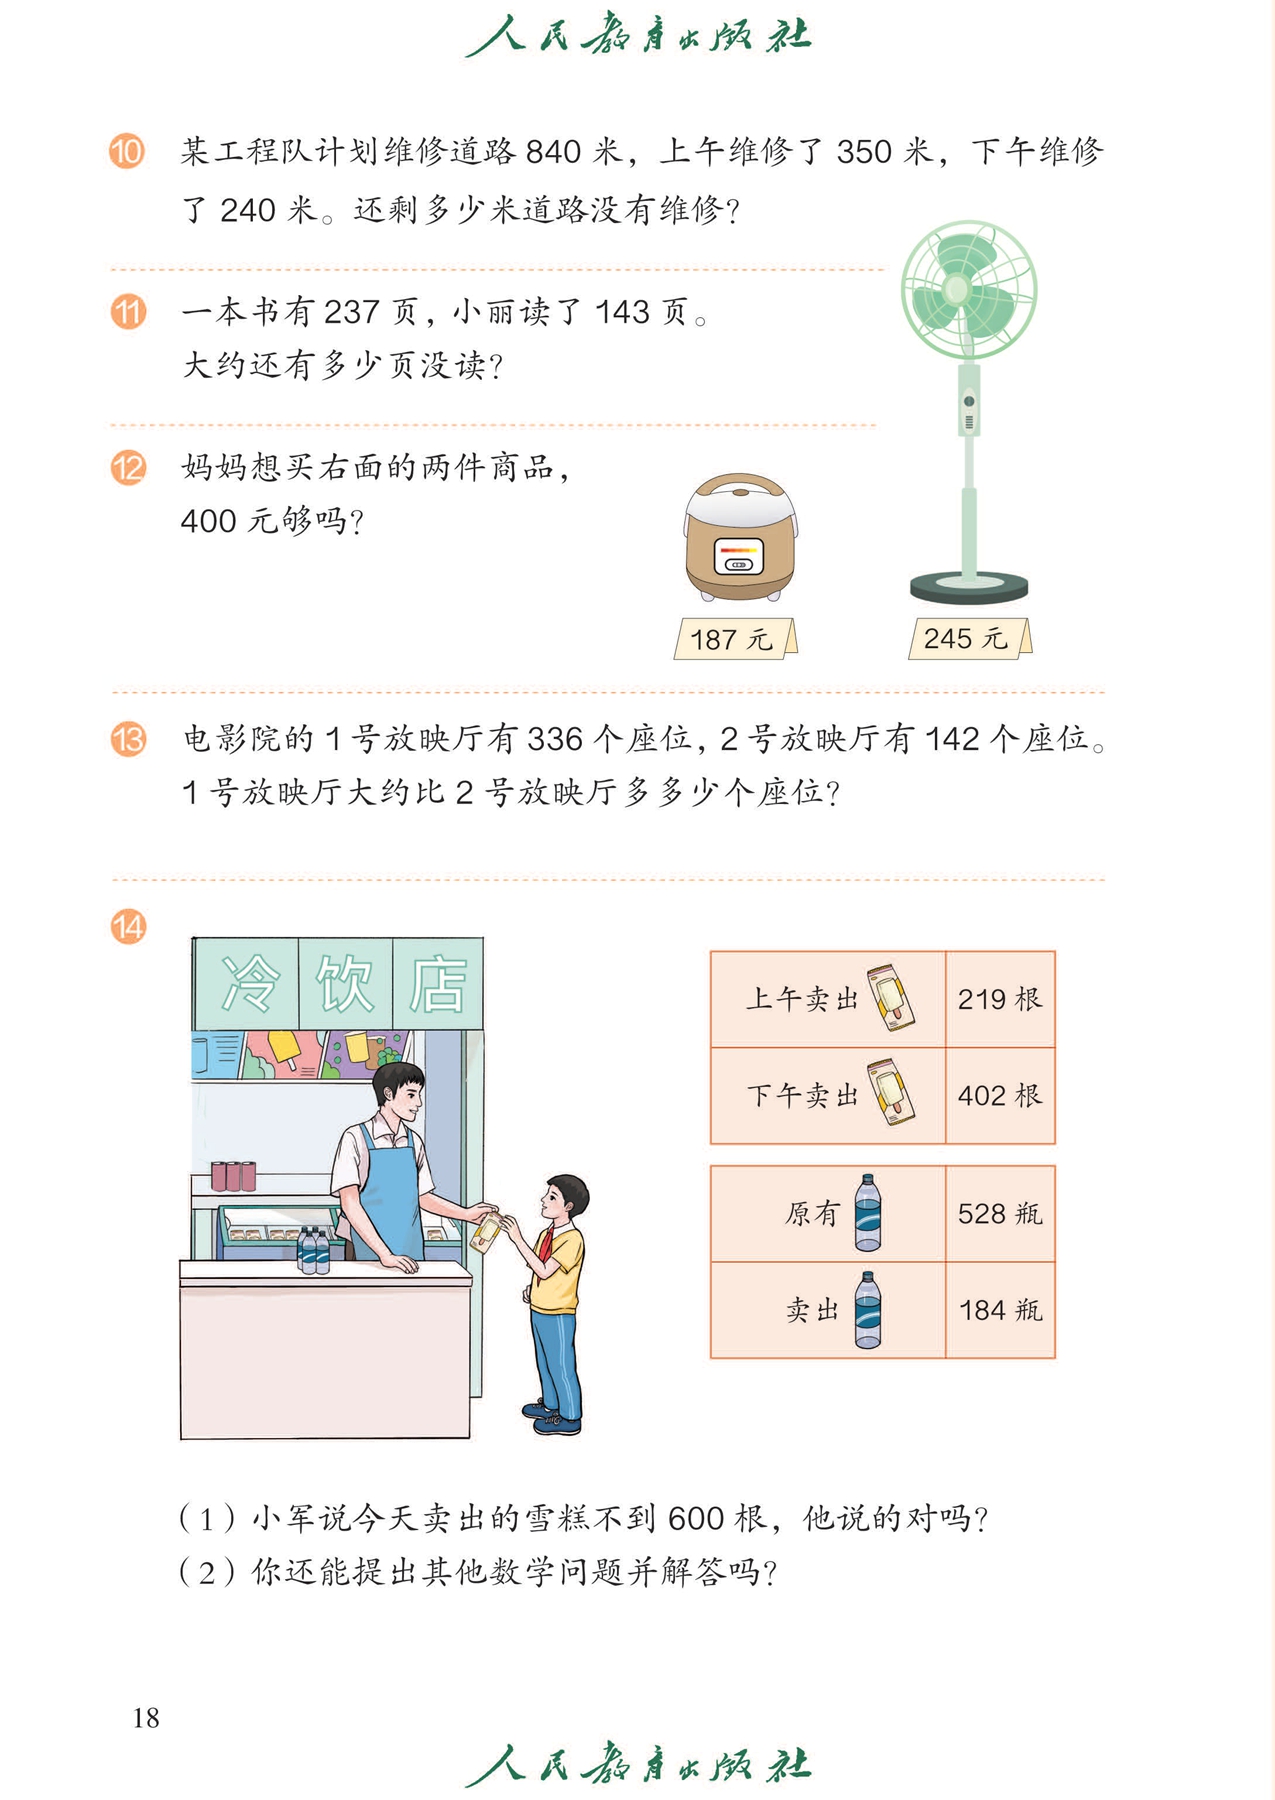 人民教育出版社
10 某工程队计划维修道路 840 米，上午维修了 350 米，下午维修
了 240 米。还剩多少米道路没有维修？
11 一本书有 237 页，小丽读了 143 页。
大约还有多少页没读？
12 妈妈想买右面的两件商品，
400 元够吗？
187 元
245 元
13 电影院的 1 号放映厅有 336 个座位，2 号放映厅有 142 个座位。
1 号放映厅大约比 2 号放映厅多多少个座位？
14
冷饮店
上午卖出 219 根
下午卖出 402 根
原有 528 瓶
卖出 184 瓶
（1）小军说今天卖出的雪糕不到 600 根，他说的对吗？
（2）你还能提出其他数学问题并解答吗？
18
人民教育出版社